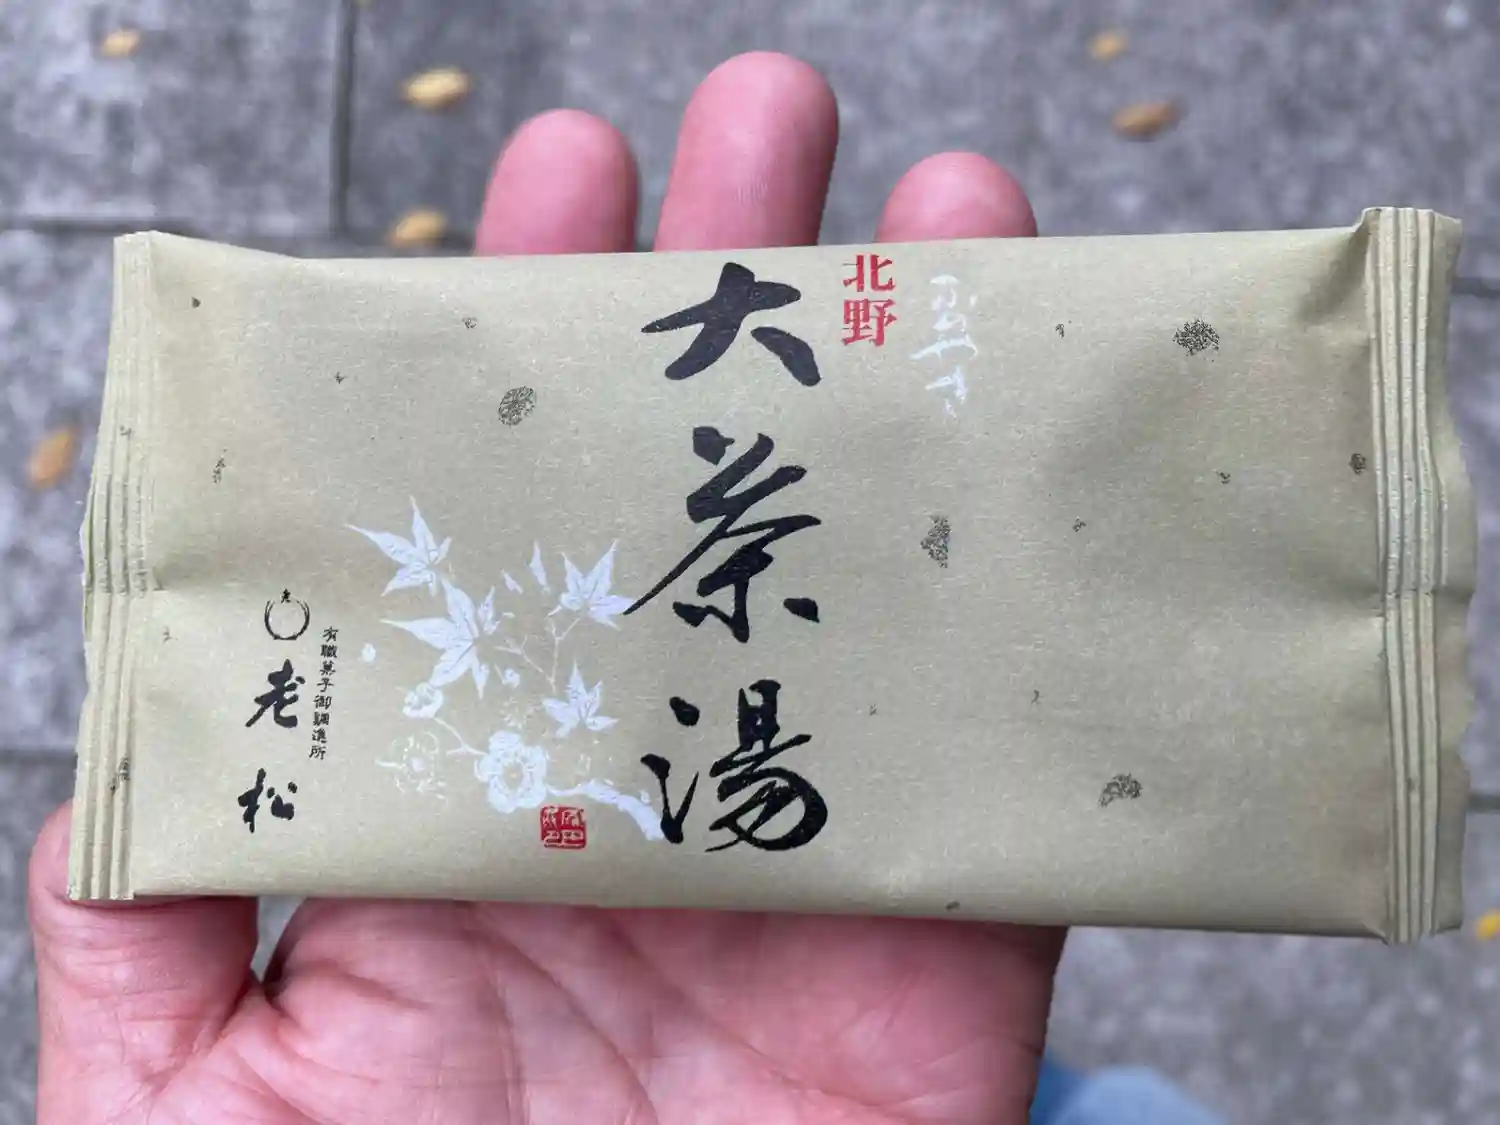 北野
大茶湯
有職菓子御調進所
老松